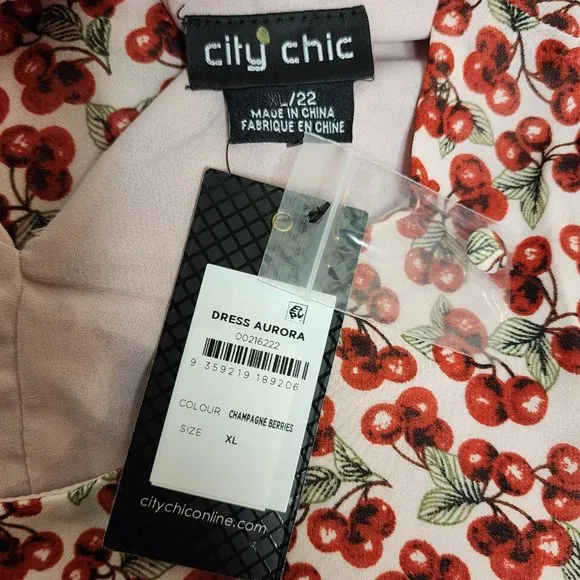 city chic
XL/22
MADE IN CHINA
FABRIQUE EN CHINE
DRESS AURORA
00216222
9 359219 189206
COLOUR CHAMPAGNE BERRIES
SIZE XL
citychiconline.com